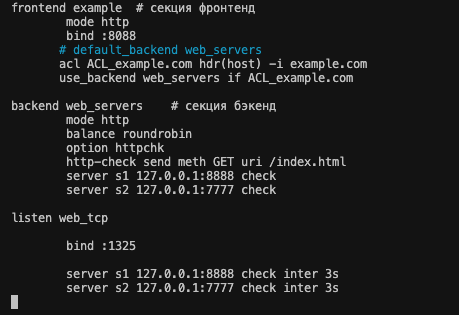 frontend example  # секция фронтенд
        mode http
        bind :8088
       # default_backend web_servers
       acl ACL_example.com hdr(host) -i example.com
       use_backend web_servers if ACL_example.com

backend web_servers    # секция бэкенд
        mode http
        balance roundrobin
        option httpchk
        http-check send meth GET uri /index.html
        server s1 127.0.0.1:8888 check
        server s2 127.0.0.1:7777 check

listen web_tcp

        bind :1325

        server s1 127.0.0.1:8888 check inter 3s
        server s2 127.0.0.1:7777 check inter 3s